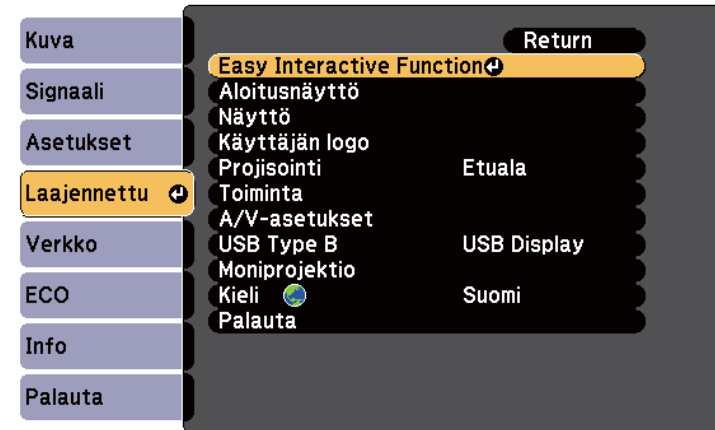 Kuva
Signaali
Asetukset
Laajennettu
Verkko
ECO
Info
Palauta
Return
Easy Interactive Function
Aloitusnäyttö
Näyttö
Käyttäjän logo
Projisointi Etuala
Toiminta
A/V-asetukset
USB Type B USB Display
Moniprojektio
Kieli Suomi
Palauta